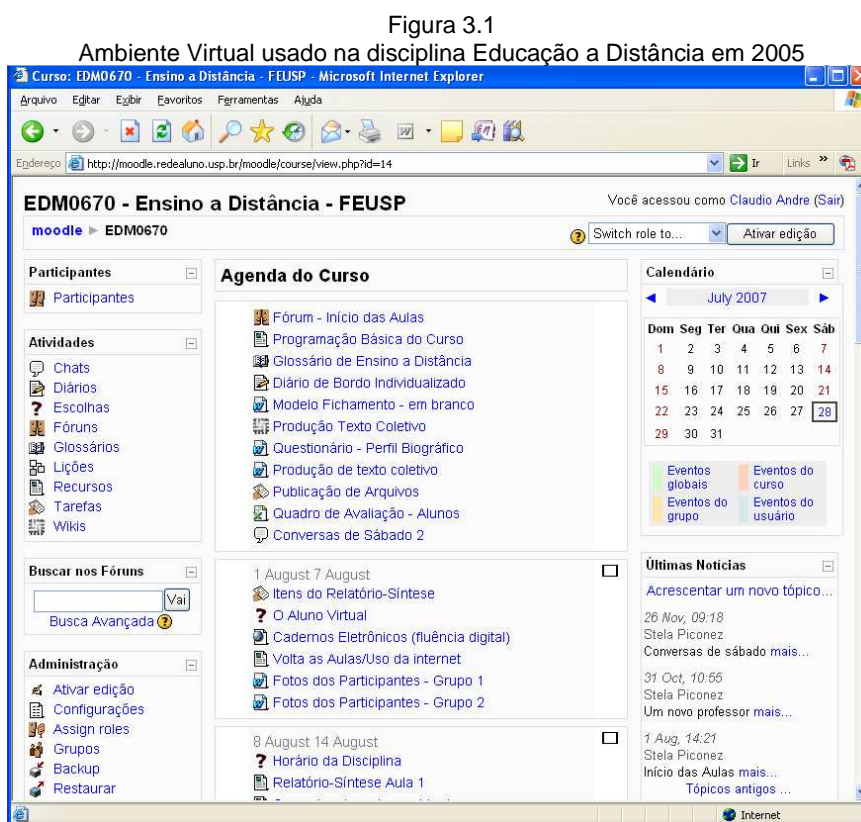 Figura 3.1
Ambiente Virtual usado na disciplina Educação a Distância em 2005
Curso: EDM0670 - Ensino a Distância - FEUSP - Microsoft Internet Explorer
Arquivo Editar Exibir Favoritos Ferramentas Ajuda
Endereço http://moodle.redealuno.usp.br/moodle/course/view.php?id=14 Ir Links »
EDM0670 - Ensino a Distância - FEUSP
Você acessou como Claudio Andre (Sair)
moodle ► EDM0670
Switch role to... Ativar edição
Participantes
Participantes
Atividades
Chats
Diários
Escolhas
Fóruns
Glossários
Lições
Recursos
Tarefas
Wikis
Buscar nos Fóruns
Vai
Busca Avançada
Administração
Ativar edição
Configurações
Assign roles
Grupos
Backup
Restaurar
Agenda do Curso
Fórum - Início das Aulas
Programação Básica do Curso
Glossário de Ensino a Distância
Diário de Bordo Individualizado
Modelo Fichamento - em branco
Produção Texto Coletivo
Questionário - Perfil Biográfico
Produção de texto coletivo
Publicação de Arquivos
Quadro de Avaliação - Alunos
Conversas de Sábado 2
1 August 7 August
Itens do Relatório-Síntese
O Aluno Virtual
Cadernos Eletrônicos (fluência digital)
Volta as Aulas/Uso da internet
Fotos dos Participantes - Grupo 1
Fotos dos Participantes - Grupo 2
8 August 14 August
Horário da Disciplina
Relatório-Síntese Aula 1
Calendário
◄ July 2007 ►
Dom Seg Ter Qua Qui Sex Sáb
1 2 3 4 5 6 7
8 9 10 11 12 13 14
15 16 17 18 19 20 21
22 23 24 25 26 27 28
29 30 31
Eventos globais
Eventos do curso
Eventos do grupo
Eventos do usuário
Últimas Notícias
Acrescentar um novo tópico...
26 Nov, 09:18
Stela Piconez
Conversas de sábado mais...
31 Oct, 10:55
Stela Piconez
Um novo professor mais...
1 Aug, 14:21
Stela Piconez
Início das Aulas mais...
Tópicos antigos ...
Internet